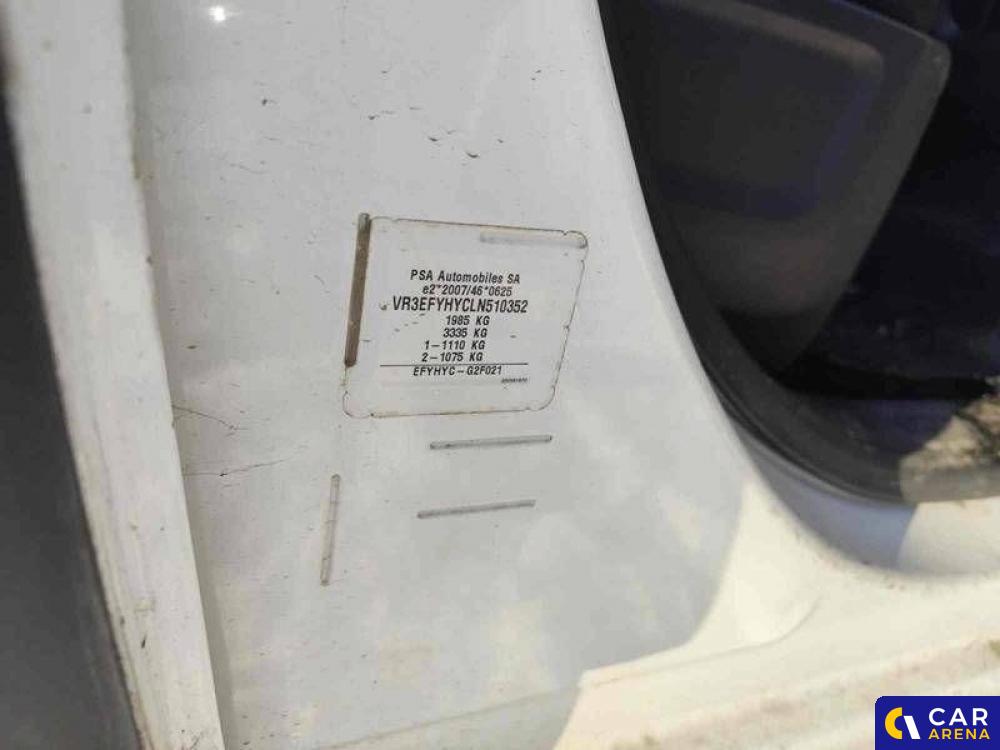 PSA Automobiles SA
e2*2007/46*0625
VR3EFYHYCLN510352
1985 KG
3335 KG
1-1110 KG
2-1075 KG
EFYHYC-G2F021
CAR
ARENA